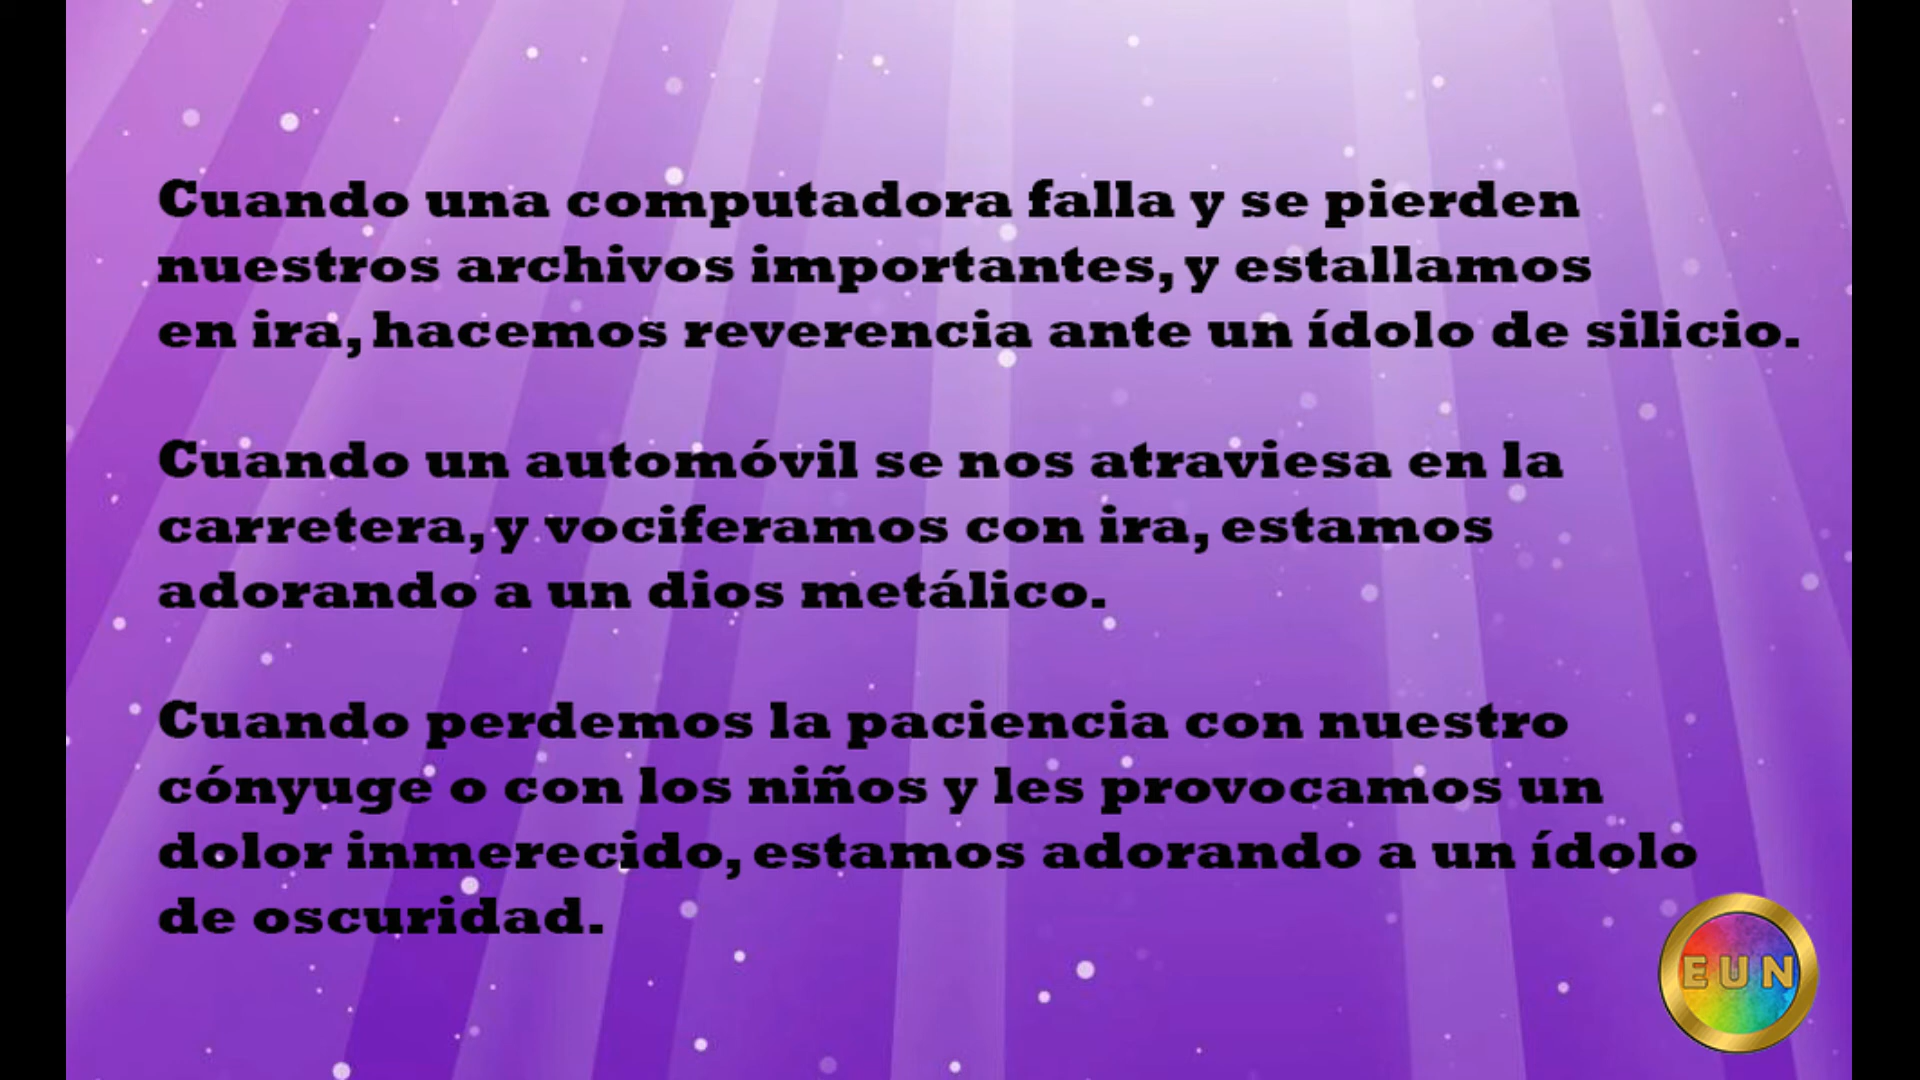 Cuando una computadora falla y se pierden
nuestros archivos importantes, y estallamos
en ira, hacemos reverencia ante un ídolo de silicio.
Cuando un automóvil se nos atraviesa en la
carretera, y vociferamos con ira, estamos
adorando a un dios metálico.
Cuando perdemos la paciencia con nuestro
cónyuge o con los niños y les provocamos un
dolor inmerecido, estamos adorando a un ídolo
de oscuridad.
EUN